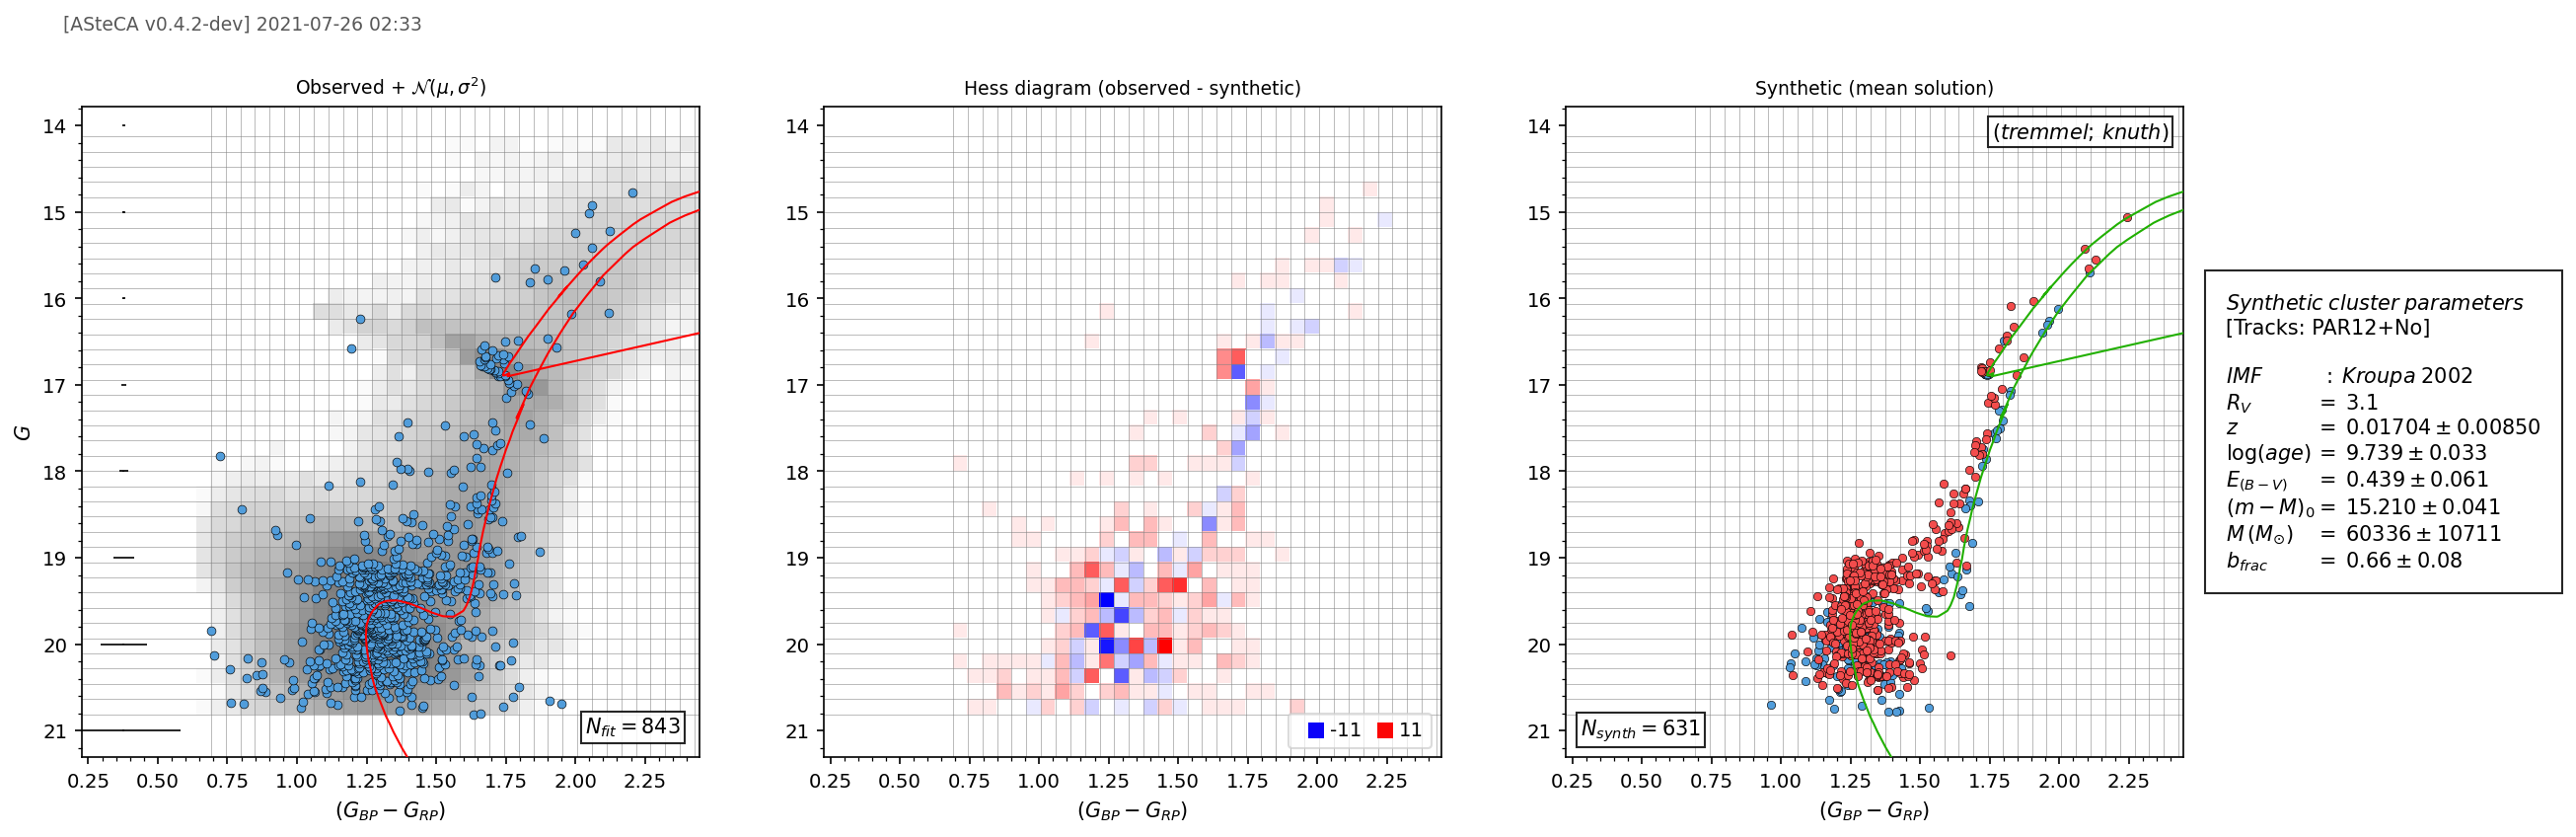 [ASteCA v0.4.2-dev] 2021-07-26 02:33
Observed + 𝒩(μ, σ²)
14
15
16
17
18
19
20
21
G
N_fit = 843
0.25 0.50 0.75 1.00 1.25 1.50 1.75 2.00 2.25
(G_BP − G_RP)
Hess diagram (observed - synthetic)
14
15
16
17
18
19
20
21
-11 11
0.25 0.50 0.75 1.00 1.25 1.50 1.75 2.00 2.25
(G_BP − G_RP)
Synthetic (mean solution)
(tremmel; knuth)
14
15
16
17
18
19
20
21
N_synth = 631
0.25 0.50 0.75 1.00 1.25 1.50 1.75 2.00 2.25
(G_BP − G_RP)
Synthetic cluster parameters
[Tracks: PAR12+No]
IMF : Kroupa 2002
R_V = 3.1
z = 0.01704 ± 0.00850
log(age) = 9.739 ± 0.033
E_(B−V) = 0.439 ± 0.061
(m − M)₀ = 15.210 ± 0.041
M (M_⊙) = 60336 ± 10711
b_frac = 0.66 ± 0.08